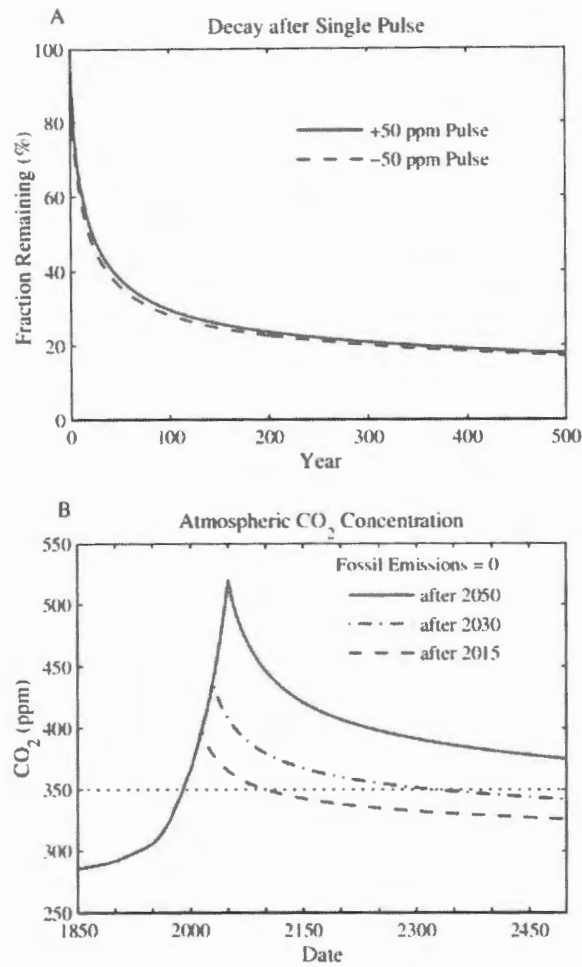 A
Decay after Single Pulse
100
80
60
40
20
0
Fraction Remaining (%)
+50 ppm Pulse
−50 ppm Pulse
0 100 200 300 400 500
Year
B
Atmospheric CO2 Concentration
550
500
450
400
350
300
250
CO2 (ppm)
Fossil Emissions = 0
after 2050
after 2030
after 2015
1850 2000 2150 2300 2450
Date